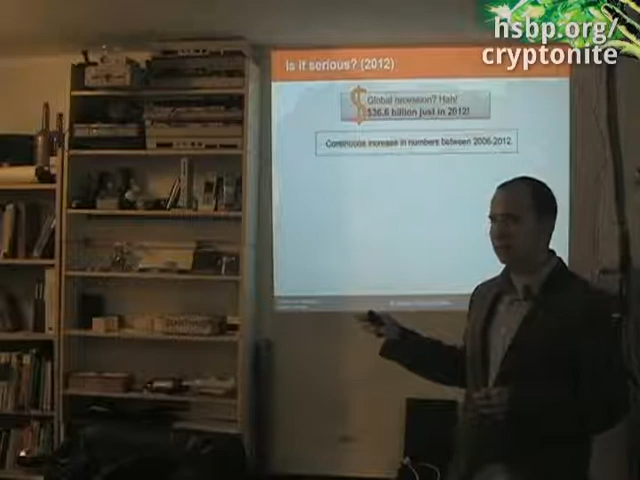 hsbp.org/
cryptonite
Is it serious? (2012)
$ Global recession? Hah!
$36.6 billion just in 2012!
Continuous increase in numbers between 2006-2012